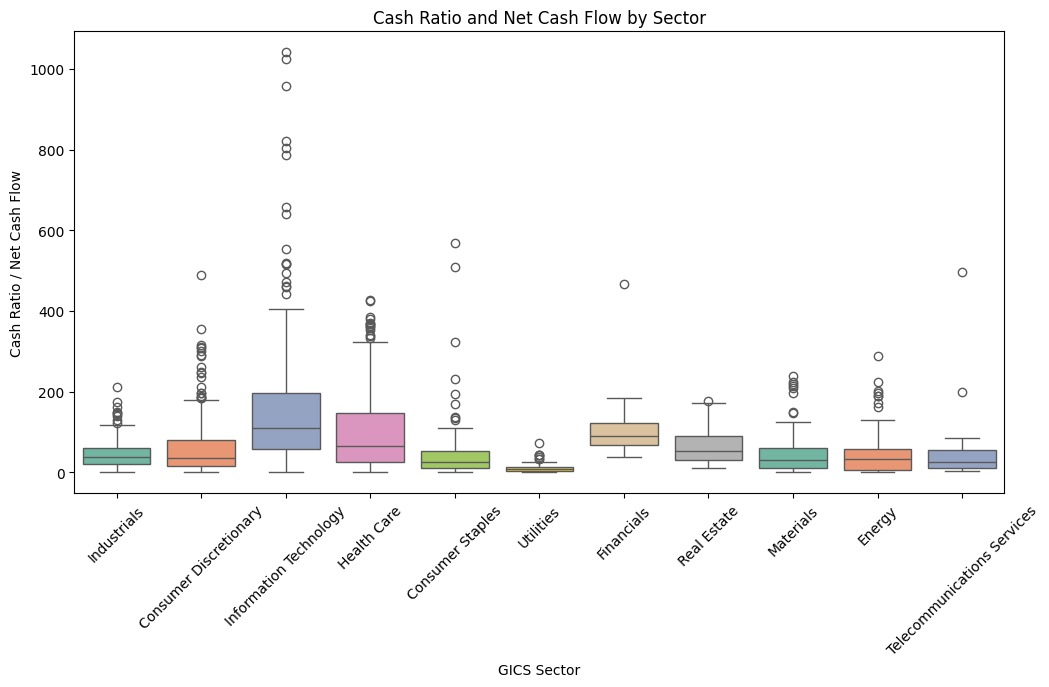 Cash Ratio and Net Cash Flow by Sector
Cash Ratio / Net Cash Flow
1000
800
600
400
200
0
Industrials
Consumer Discretionary
Information Technology
Health Care
Consumer Staples
Utilities
Financials
Real Estate
Materials
Energy
Telecommunications Services
GICS Sector